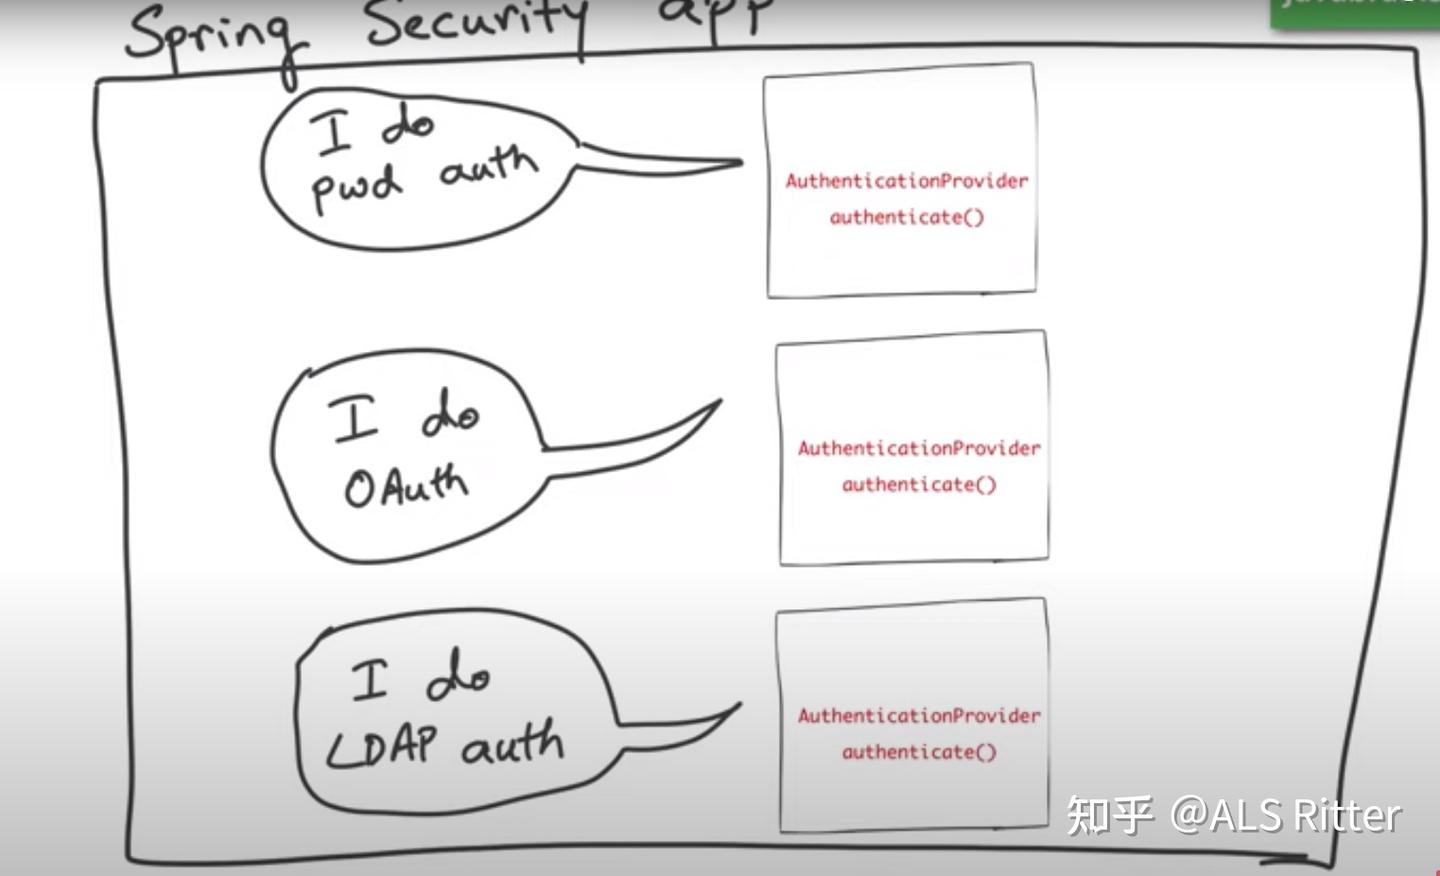 Spring Security app
I do
pwd auth
AuthenticationProvider
authenticate()
I do
OAuth
AuthenticationProvider
authenticate()
I do
LDAP auth
AuthenticationProvider
authenticate()
知乎 @ALS Ritter